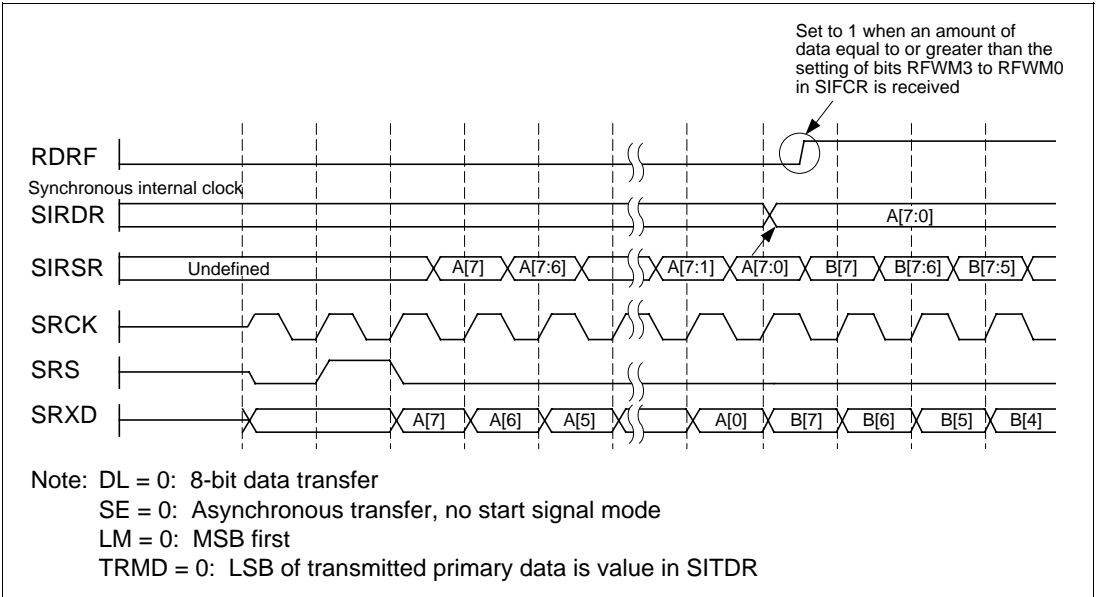 Set to 1 when an amount of
data equal to or greater than the
setting of bits RFWM3 to RFWM0
in SIFCR is received
RDRF
Synchronous internal clock
SIRDR A[7:0]
SIRSR Undefined A[7] A[7:6] A[7:1] A[7:0] B[7] B[7:6] B[7:5]
SRCK
SRS
SRXD A[7] A[6] A[5] A[0] B[7] B[6] B[5] B[4]
Note: DL = 0: 8-bit data transfer
SE = 0: Asynchronous transfer, no start signal mode
LM = 0: MSB first
TRMD = 0: LSB of transmitted primary data is value in SITDR